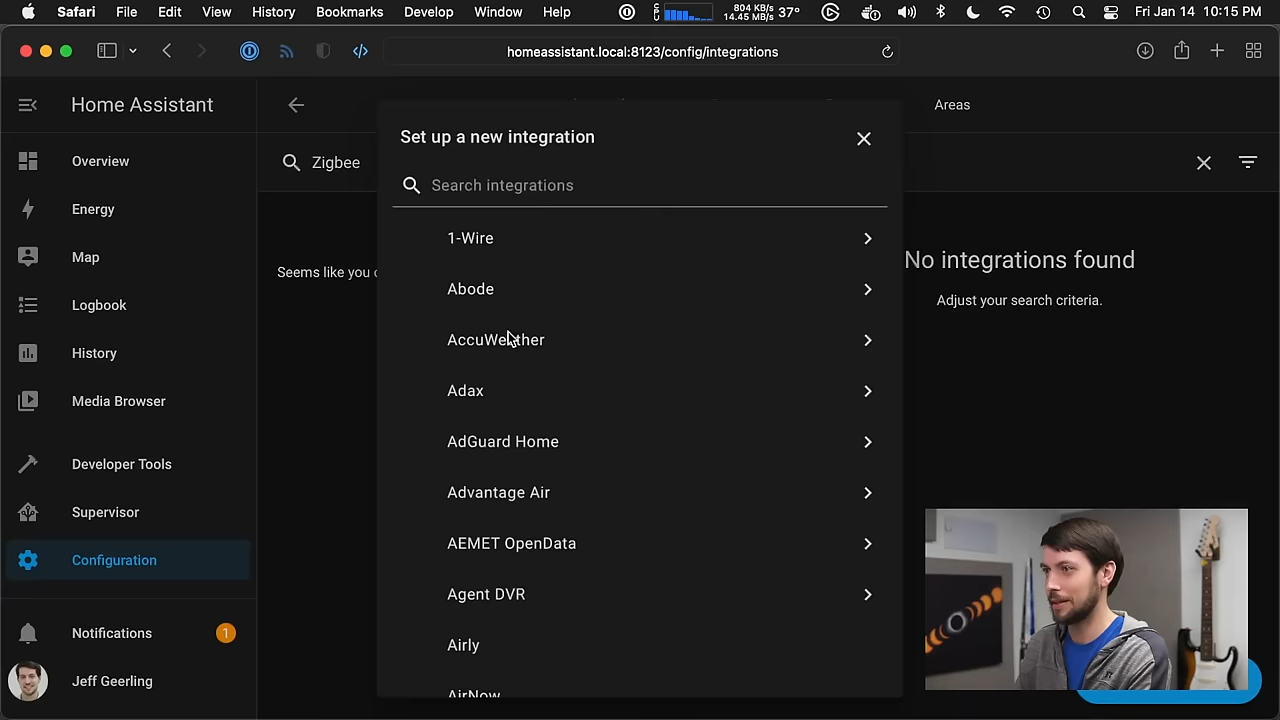 Safari File Edit View History Bookmarks Develop Window Help 804 KB/s 14.45 MB/s 37° Fri Jan 14 10:15 PM
homeassistant.local:8123/config/integrations
Home Assistant
Areas
Set up a new integration
Zigbee
Search integrations
Overview
Energy
Map
Logbook
History
Media Browser
Developer Tools
Supervisor
Configuration
Notifications 1
Jeff Geerling
Seems like you
1-Wire
Abode
AccuWeather
Adax
AdGuard Home
Advantage Air
AEMET OpenData
Agent DVR
Airly
AirNow
No integrations found
Adjust your search criteria.